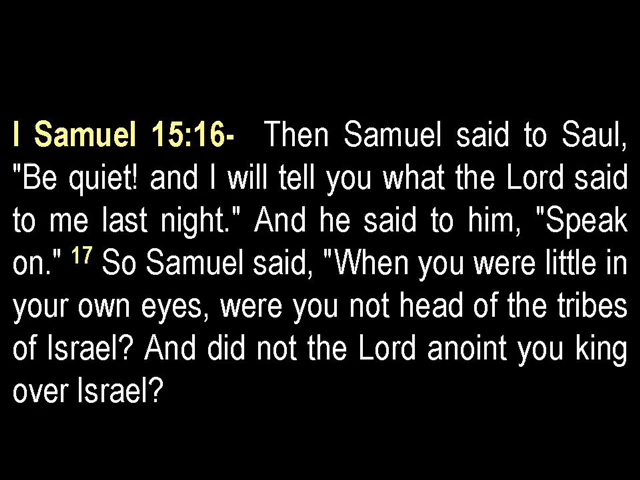 I Samuel 15:16- Then Samuel said to Saul,
"Be quiet! and I will tell you what the Lord said
to me last night." And he said to him, "Speak
on." 17 So Samuel said, "When you were little in
your own eyes, were you not head of the tribes
of Israel? And did not the Lord anoint you king
over Israel?